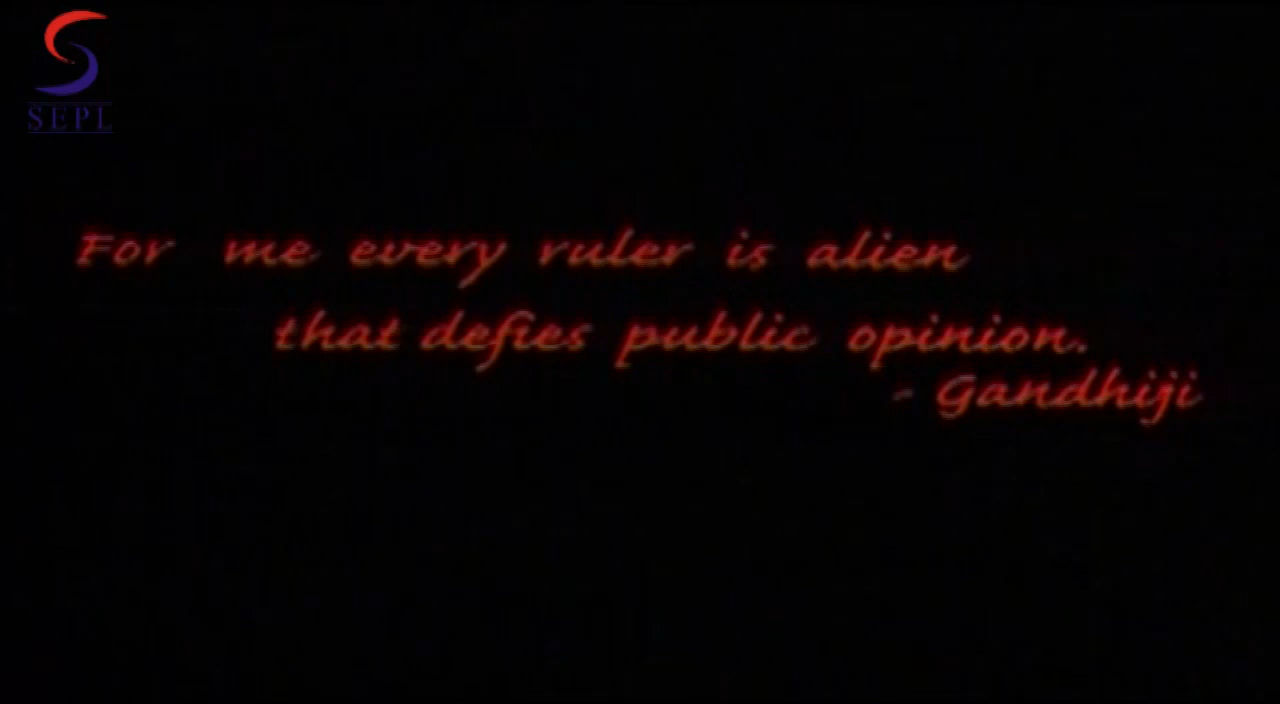 SEPL
For me every ruler is alien
that defies public opinion.
- Gandhiji